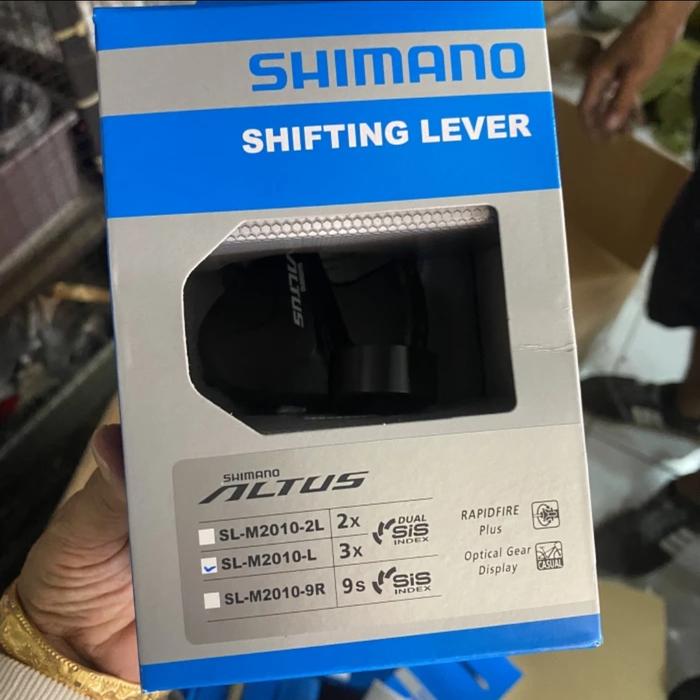 SHIMANO
SHIFTING LEVER
SHIMANO
ALTUS
SHIMANO
ALTUS
SL-M2010-2L 2x
SL-M2010-L 3x
DUAL
SiS
INDEX
SL-M2010-9R 9s
SiS
INDEX
RAPIDFIRE
Plus
Optical Gear
Display
CASUAL